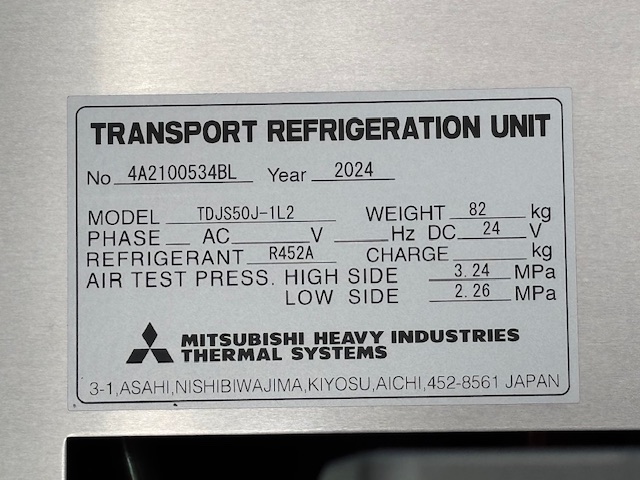 TRANSPORT REFRIGERATION UNIT
No 4A2100534BL Year 2024
MODEL TDJS50J-1L2 WEIGHT 82 kg
PHASE AC V Hz DC 24 V
REFRIGERANT R452A CHARGE kg
AIR TEST PRESS. HIGH SIDE 3.24 MPa
LOW SIDE 2.26 MPa
MITSUBISHI HEAVY INDUSTRIES
THERMAL SYSTEMS
3-1,ASAHI,NISHIBIWAJIMA,KIYOSU,AICHI,452-8561 JAPAN